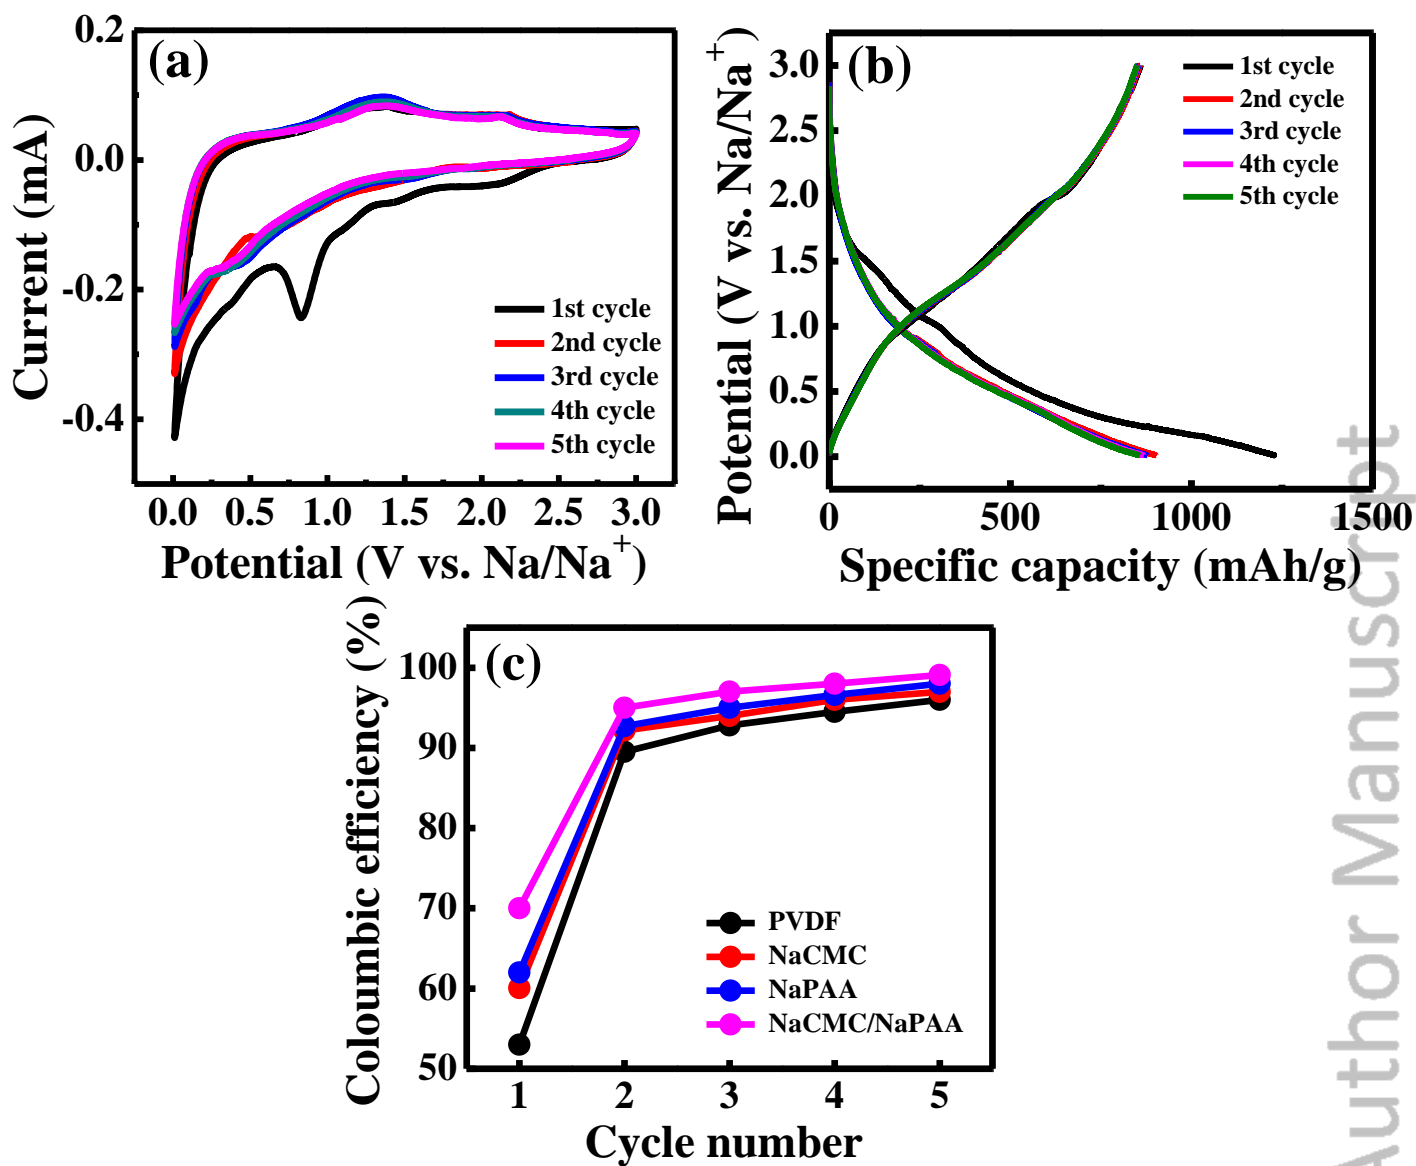 (a)
0.2
0.0
-0.2
-0.4
Current (mA)
1st cycle
2nd cycle
3rd cycle
4th cycle
5th cycle
0.0 0.5 1.0 1.5 2.0 2.5 3.0
Potential (V vs. Na/Na+)
(b)
3.0
2.5
2.0
1.5
1.0
0.5
0.0
Potential (V vs. Na/Na+)
1st cycle
2nd cycle
3rd cycle
4th cycle
5th cycle
0 500 1000 1500
Specific capacity (mAh/g)
(c)
100
90
80
70
60
50
Coloumbic efficiency (%)
PVDF
NaCMC
NaPAA
NaCMC/NaPAA
1 2 3 4 5
Cycle number
Author Manuscript